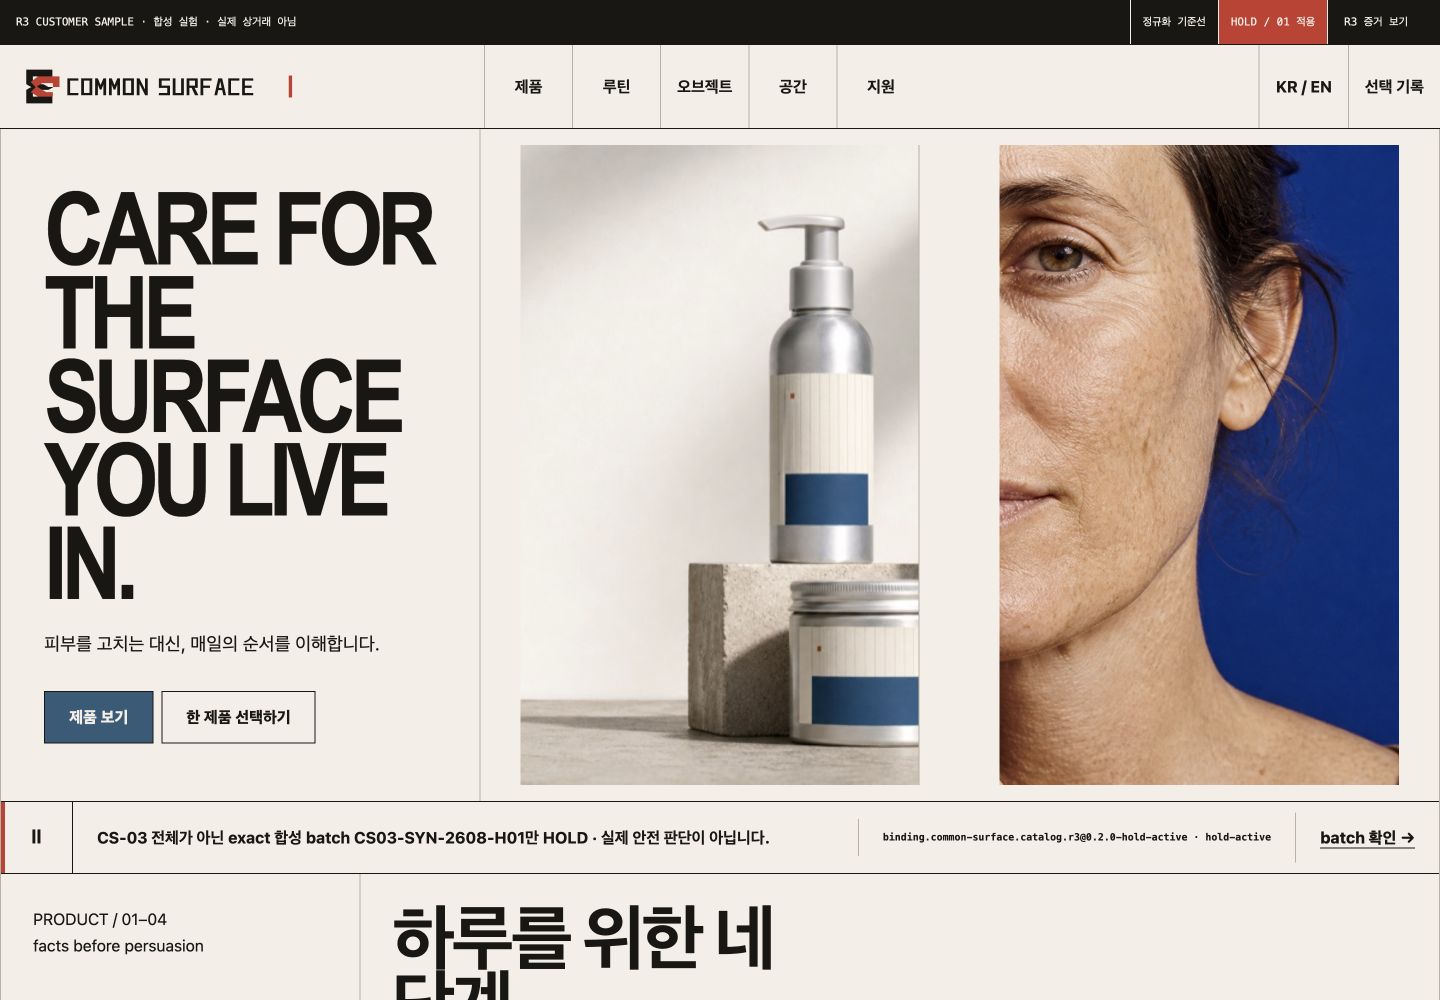 R3 CUSTOMER SAMPLE · 합성 실험 · 실제 상거래 아님
정규화 기준선
HOLD / 01 적용
R3 증거 보기
COMMON SURFACE
제품
루틴
오브젝트
공간
지원
KR / EN
선택 기록
CARE FOR
THE
SURFACE
YOU LIVE
IN.
피부를 고치는 대신, 매일의 순서를 이해합니다.
제품 보기
한 제품 선택하기
CS-03 전체가 아닌 exact 합성 batch CS03-SYN-2608-H01만 HOLD · 실제 안전 판단이 아닙니다.
binding.common-surface.catalog.r3@0.2.0-hold-active · hold-active
batch 확인 →
PRODUCT / 01–04
facts before persuasion
하루를 위한 네
단계